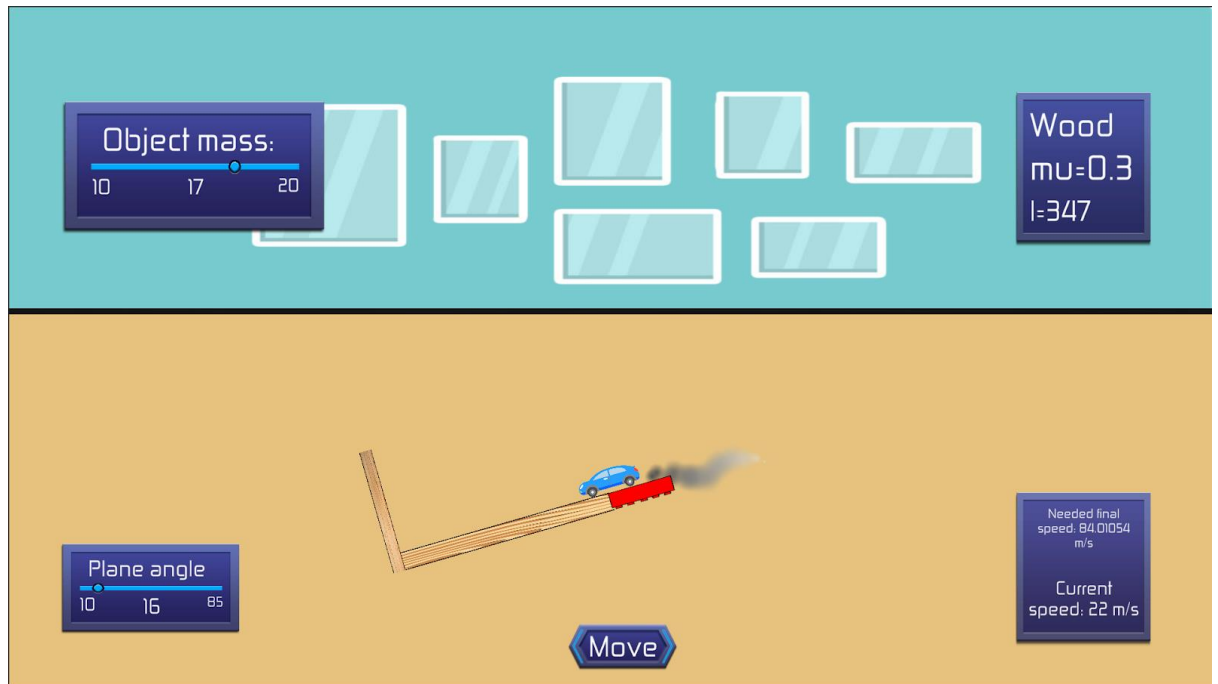 Object mass:
10 17 20
Wood
mu=0.3
l=347
Plane angle
10 16 85
Needed final
speed: 84.01054
m/s
Current
speed: 22 m/s
Move